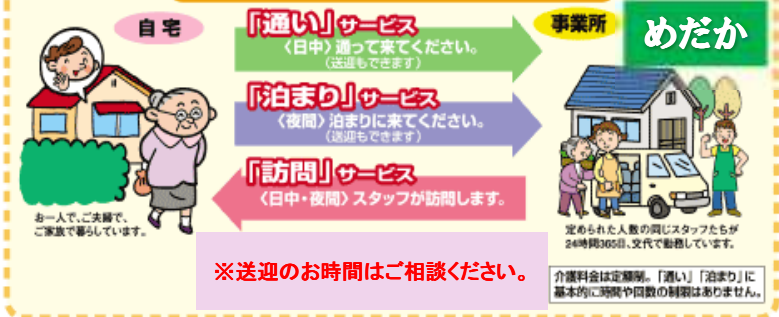 自宅
「通い」サービス
〈日中〉通って来てください。
（送迎もできます）
「泊まり」サービス
〈夜間〉泊まりに来てください。
（送迎もできます）
「訪問」サービス
〈日中・夜間〉スタッフが訪問します。
お一人で、ご夫婦で、
ご家族で暮らしています。
事業所
めだか
定められた人数の同じスタッフたちが
24時間365日、交代で勤務しています。
※送迎のお時間はご相談ください。
介護料金は定額制。「通い」「泊まり」に
基本的に時間や回数の制限はありません。